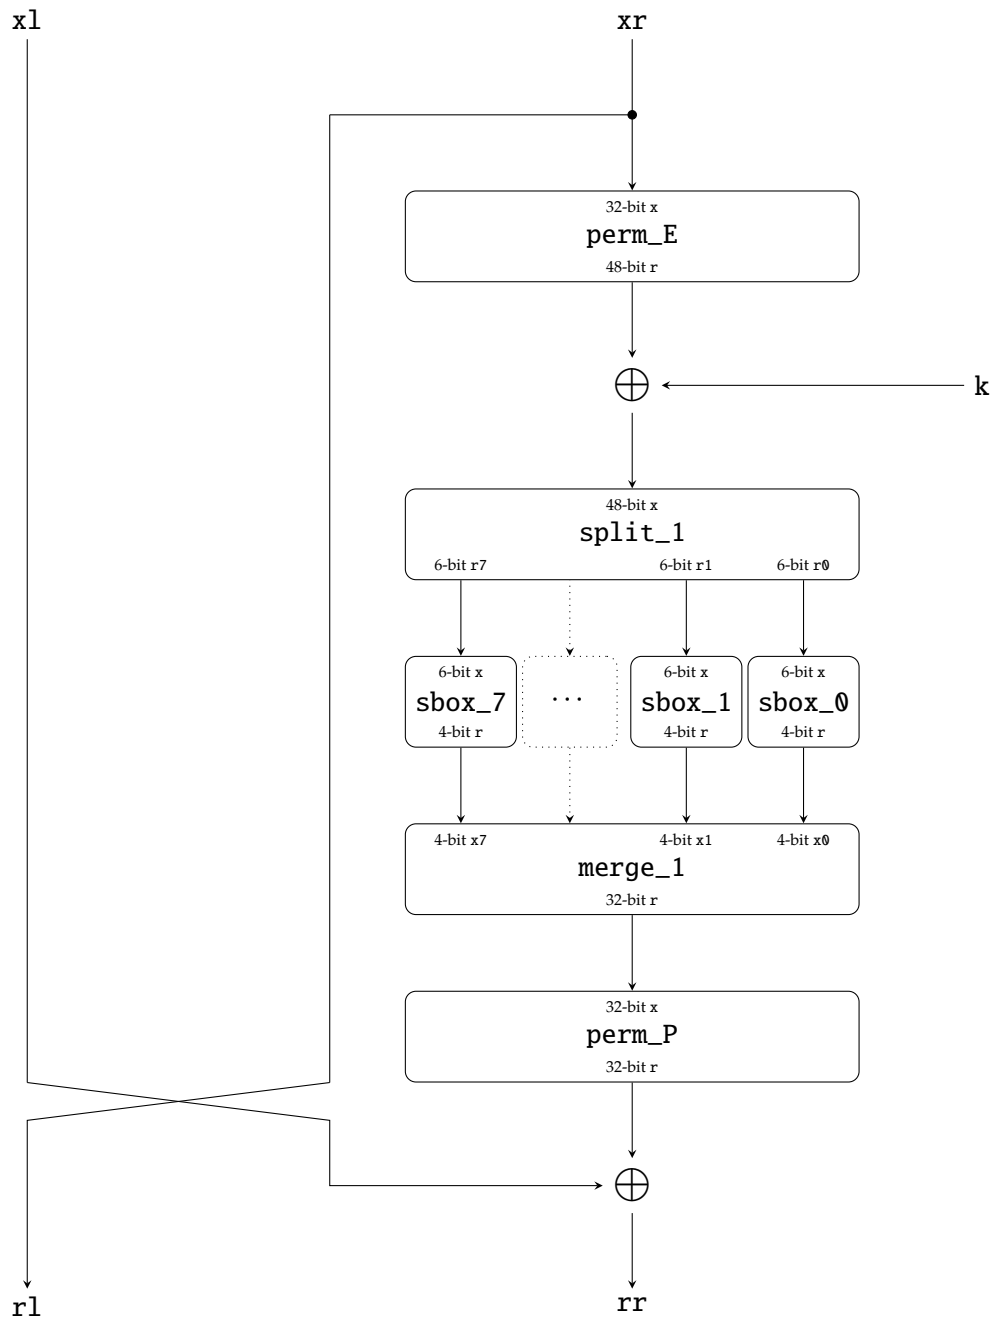 xl xr
32-bit x
perm_E
48-bit r
k
48-bit x
split_1
6-bit r7 6-bit r1 6-bit r0
6-bit x 6-bit x 6-bit x
sbox_7 ... sbox_1 sbox_0
4-bit r 4-bit r 4-bit r
4-bit x7 4-bit x1 4-bit x0
merge_1
32-bit r
32-bit x
perm_P
32-bit r
rl rr